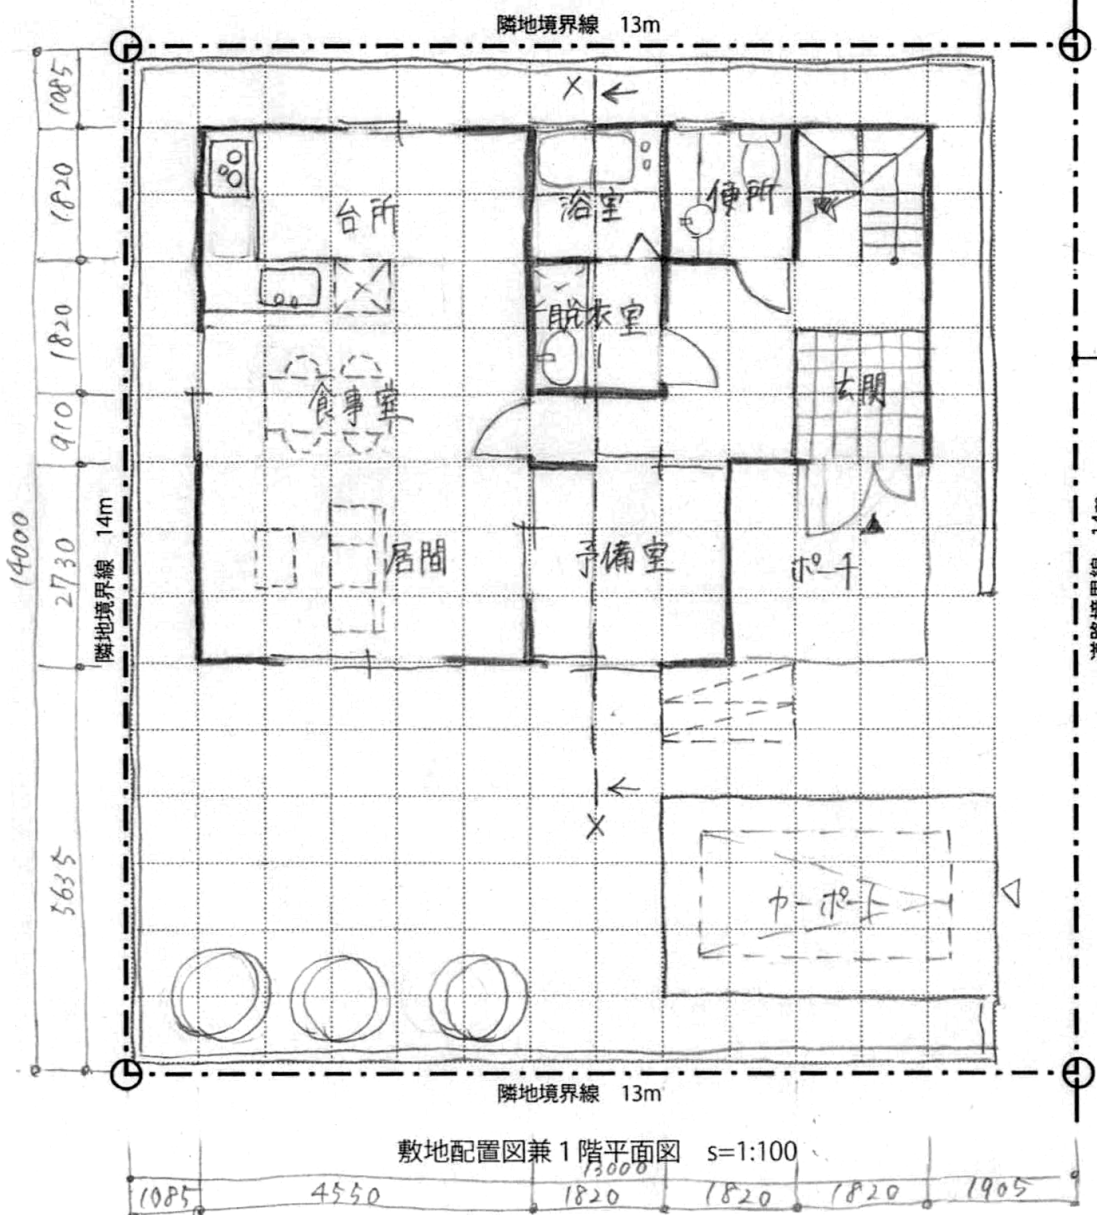 隣地境界線 13m
1085
1820
1820
910
2730
5635
14000
隣地境界線 14m
X
台所
浴室
便所
脱衣室
食事室
玄関
居間
予備室
ポーチ
X
カーポート
隣地境界線 13m
敷地配置図兼1階平面図 s=1:100
13000
1085
4550
1820
1820
1820
1905